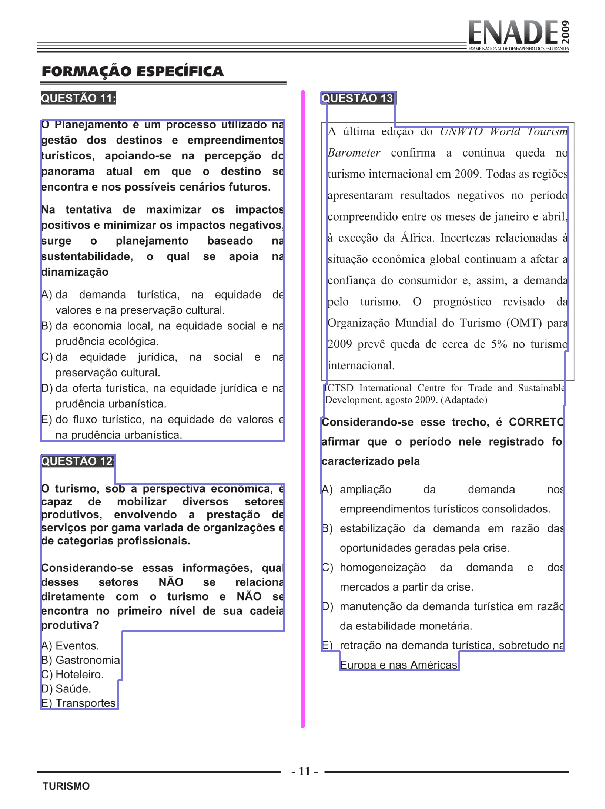 ENADE 2009
EXAME NACIONAL DE DESEMPENHO DOS ESTUDANTES
FORMAÇÃO ESPECÍFICA
QUESTÃO 11:
O Planejamento é um processo utilizado na
gestão dos destinos e empreendimentos
turísticos, apoiando-se na percepção do
panorama atual em que o destino se
encontra e nos possíveis cenários futuros.
Na tentativa de maximizar os impactos
positivos e minimizar os impactos negativos,
surge o planejamento baseado na
sustentabilidade, o qual se apoia na
dinamização
A) da demanda turística, na equidade de
valores e na preservação cultural.
B) da economia local, na equidade social e na
prudência ecológica.
C) da equidade jurídica, na social e na
preservação cultural.
D) da oferta turística, na equidade jurídica e na
prudência urbanística.
E) do fluxo turístico, na equidade de valores e
na prudência urbanística.
QUESTÃO 12
O turismo, sob a perspectiva econômica, é
capaz de mobilizar diversos setores
produtivos, envolvendo a prestação de
serviços por gama variada de organizações e
de categorias profissionais.
Considerando-se essas informações, qual
desses setores NÃO se relaciona
diretamente com o turismo e NÃO se
encontra no primeiro nível de sua cadeia
produtiva?
A) Eventos.
B) Gastronomia
C) Hoteleiro.
D) Saúde.
E) Transportes
QUESTÃO 13
A última edição do UNWTO World Tourism
Barometer confirma a contínua queda no
turismo internacional em 2009. Todas as regiões
apresentaram resultados negativos no período
compreendido entre os meses de janeiro e abril,
à exceção da África. Incertezas relacionadas à
situação econômica global continuam a afetar a
confiança do consumidor e, assim, a demanda
pelo turismo. O prognóstico revisado da
Organização Mundial do Turismo (OMT) para
2009 prevê queda de cerca de 5% no turismo
internacional.
ICTSD International Centre for Trade and Sustainable
Development, agosto 2009. (Adaptado)
Considerando-se esse trecho, é CORRETO
afirmar que o período nele registrado foi
caracterizado pela
A) ampliação da demanda nos
empreendimentos turísticos consolidados.
B) estabilização da demanda em razão das
oportunidades geradas pela crise.
C) homogeneização da demanda e dos
mercados a partir da crise.
D) manutenção da demanda turística em razão
da estabilidade monetária.
E) retração na demanda turística, sobretudo na
Europa e nas Américas
- 11 -
TURISMO